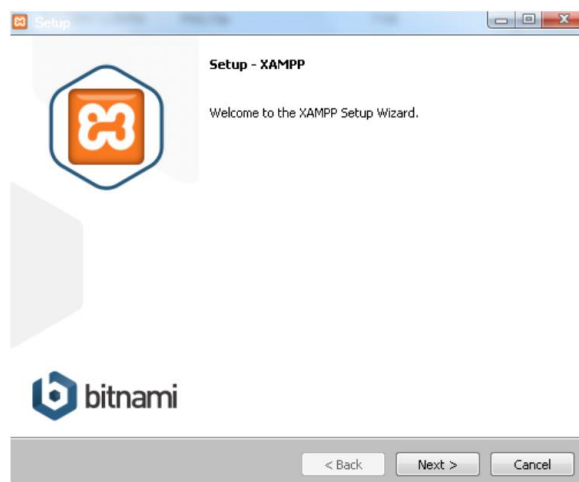 Setup
Setup - XAMPP
Welcome to the XAMPP Setup Wizard.
bitnami
< Back
Next >
Cancel